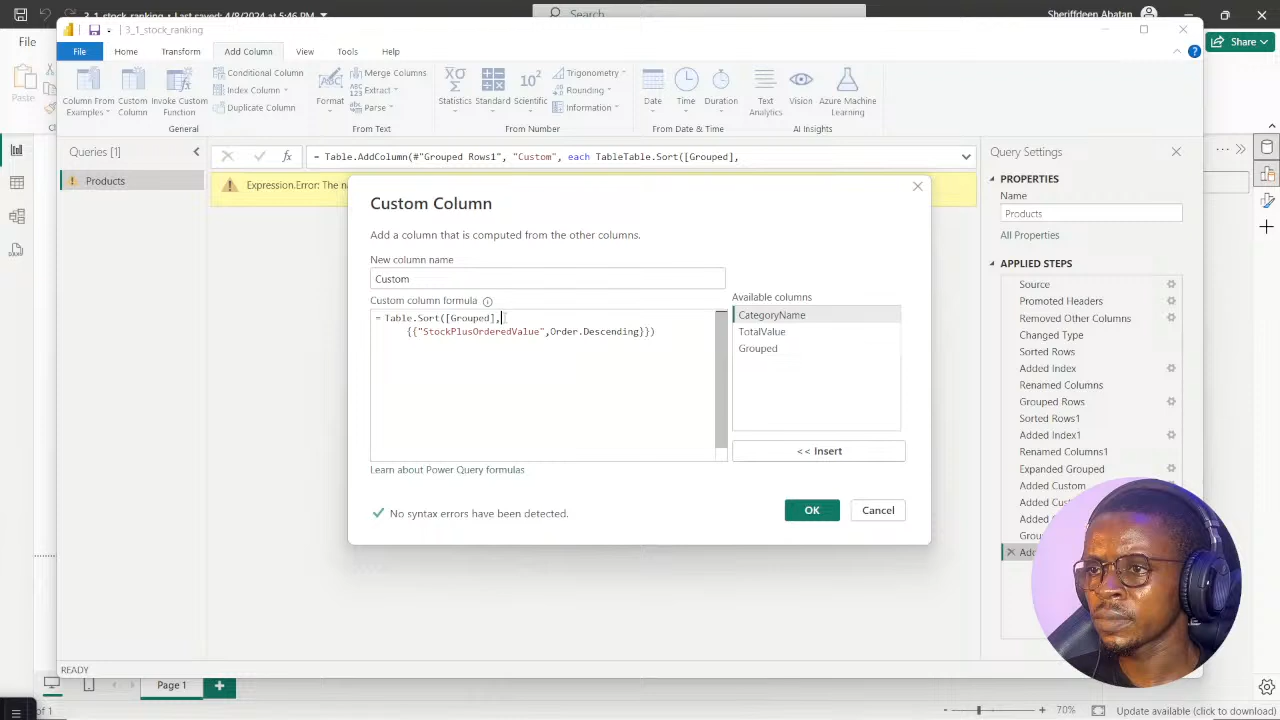 3_1_stock_ranking 4/8/2024 at 5:46 PM
Search
Sheriffdeen Abatan
3_1_stock_ranking
File
Share
File
Home
Transform
Add Column
View
Tools
Help
Paste
Column From
Examples
Custom
Column
Invoke Custom
Function
Conditional Column
Index Column
Duplicate Column
General
Format
Merge Columns
Extract
Parse
From Text
Statistics
Standard
Scientific
Trigonometry
Rounding
Information
From Number
Date
Time
Duration
From Date & Time
Text
Analytics
Vision
Azure Machine
Learning
AI Insights
Queries [1]
Products
= Table.AddColumn(#"Grouped Rows1", "Custom", each TableTable.Sort([Grouped],
Expression.Error: The
Custom Column
Add a column that is computed from the other columns.
New column name
Custom
Custom column formula
= Table.Sort([Grouped],
{{"StockPlusOrderedValue",Order.Descending}})
Available columns
CategoryName
TotalValue
Grouped
<< Insert
Learn about Power Query formulas
No syntax errors have been detected.
OK
Cancel
Query Settings
PROPERTIES
Name
Products
All Properties
APPLIED STEPS
Source
Promoted Headers
Removed Other Columns
Changed Type
Sorted Rows
Added Index
Renamed Columns
Grouped Rows
Sorted Rows1
Added Index1
Renamed Columns1
Expanded Grouped
Added Custom
READY
Page 1
of 1
70%
Update available (click to download)